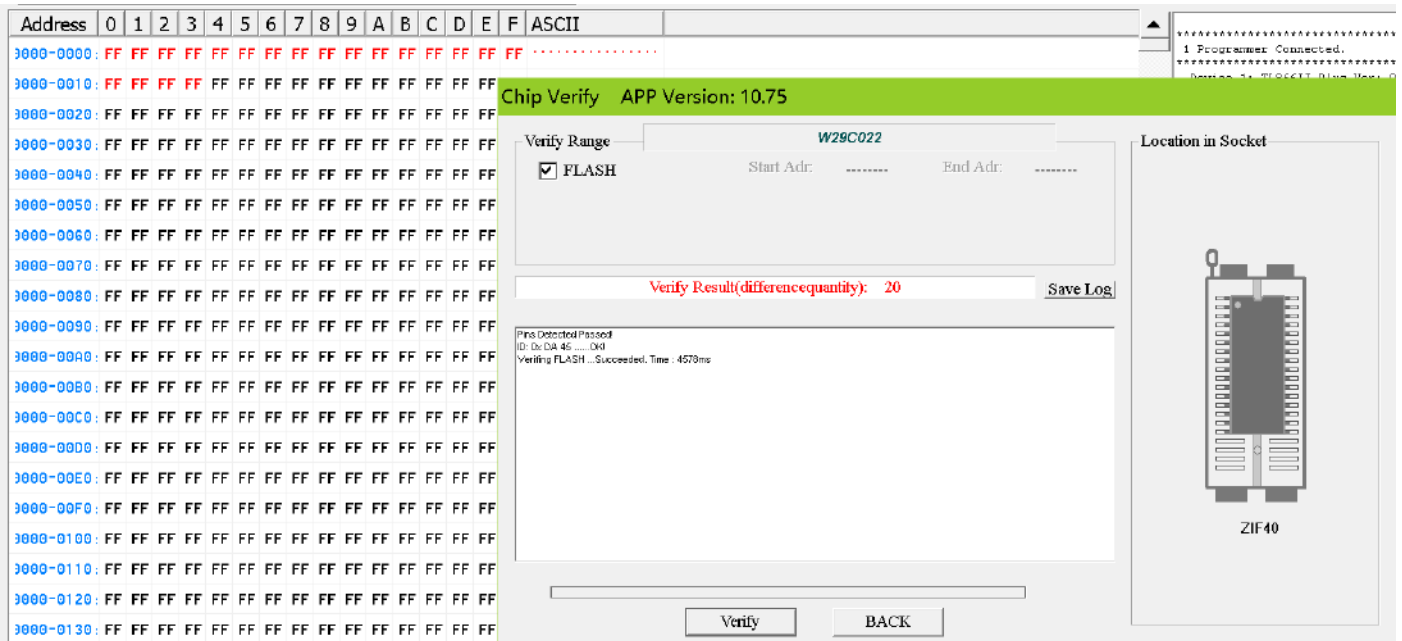 Address 0 1 2 3 4 5 6 7 8 9 A B C D E F ASCII
0000-0000: FF FF FF FF FF FF FF FF FF FF FF FF FF FF FF FF ................
0000-0010: FF FF FF FF FF FF FF FF FF FF FF FF FF FF FF
0000-0020: FF FF FF FF FF FF FF FF FF FF FF FF FF FF FF
0000-0030: FF FF FF FF FF FF FF FF FF FF FF FF FF FF FF
0000-0040: FF FF FF FF FF FF FF FF FF FF FF FF FF FF FF
0000-0050: FF FF FF FF FF FF FF FF FF FF FF FF FF FF FF
0000-0060: FF FF FF FF FF FF FF FF FF FF FF FF FF FF FF
0000-0070: FF FF FF FF FF FF FF FF FF FF FF FF FF FF FF
0000-0080: FF FF FF FF FF FF FF FF FF FF FF FF FF FF FF
0000-0090: FF FF FF FF FF FF FF FF FF FF FF FF FF FF FF
0000-00A0: FF FF FF FF FF FF FF FF FF FF FF FF FF FF FF
0000-00B0: FF FF FF FF FF FF FF FF FF FF FF FF FF FF FF
0000-00C0: FF FF FF FF FF FF FF FF FF FF FF FF FF FF FF
0000-00D0: FF FF FF FF FF FF FF FF FF FF FF FF FF FF FF
0000-00E0: FF FF FF FF FF FF FF FF FF FF FF FF FF FF FF
0000-00F0: FF FF FF FF FF FF FF FF FF FF FF FF FF FF FF
0000-0100: FF FF FF FF FF FF FF FF FF FF FF FF FF FF FF
0000-0110: FF FF FF FF FF FF FF FF FF FF FF FF FF FF FF
0000-0120: FF FF FF FF FF FF FF FF FF FF FF FF FF FF FF
0000-0130: FF FF FF FF FF FF FF FF FF FF FF FF FF FF FF
1 Programmer Connected.
Chip Verify APP Version: 10.75
Verify Range
W29C022
FLASH
Start Adr: --------
End Adr: --------
Verify Result(differencequantity): 20
Save Log
Pins Detected Passed!
ID: 0x DA 45 ......OK!
Verifing FLASH ...Succeeded. Time : 4578ms
Verify
BACK
Location in Socket
ZIF40